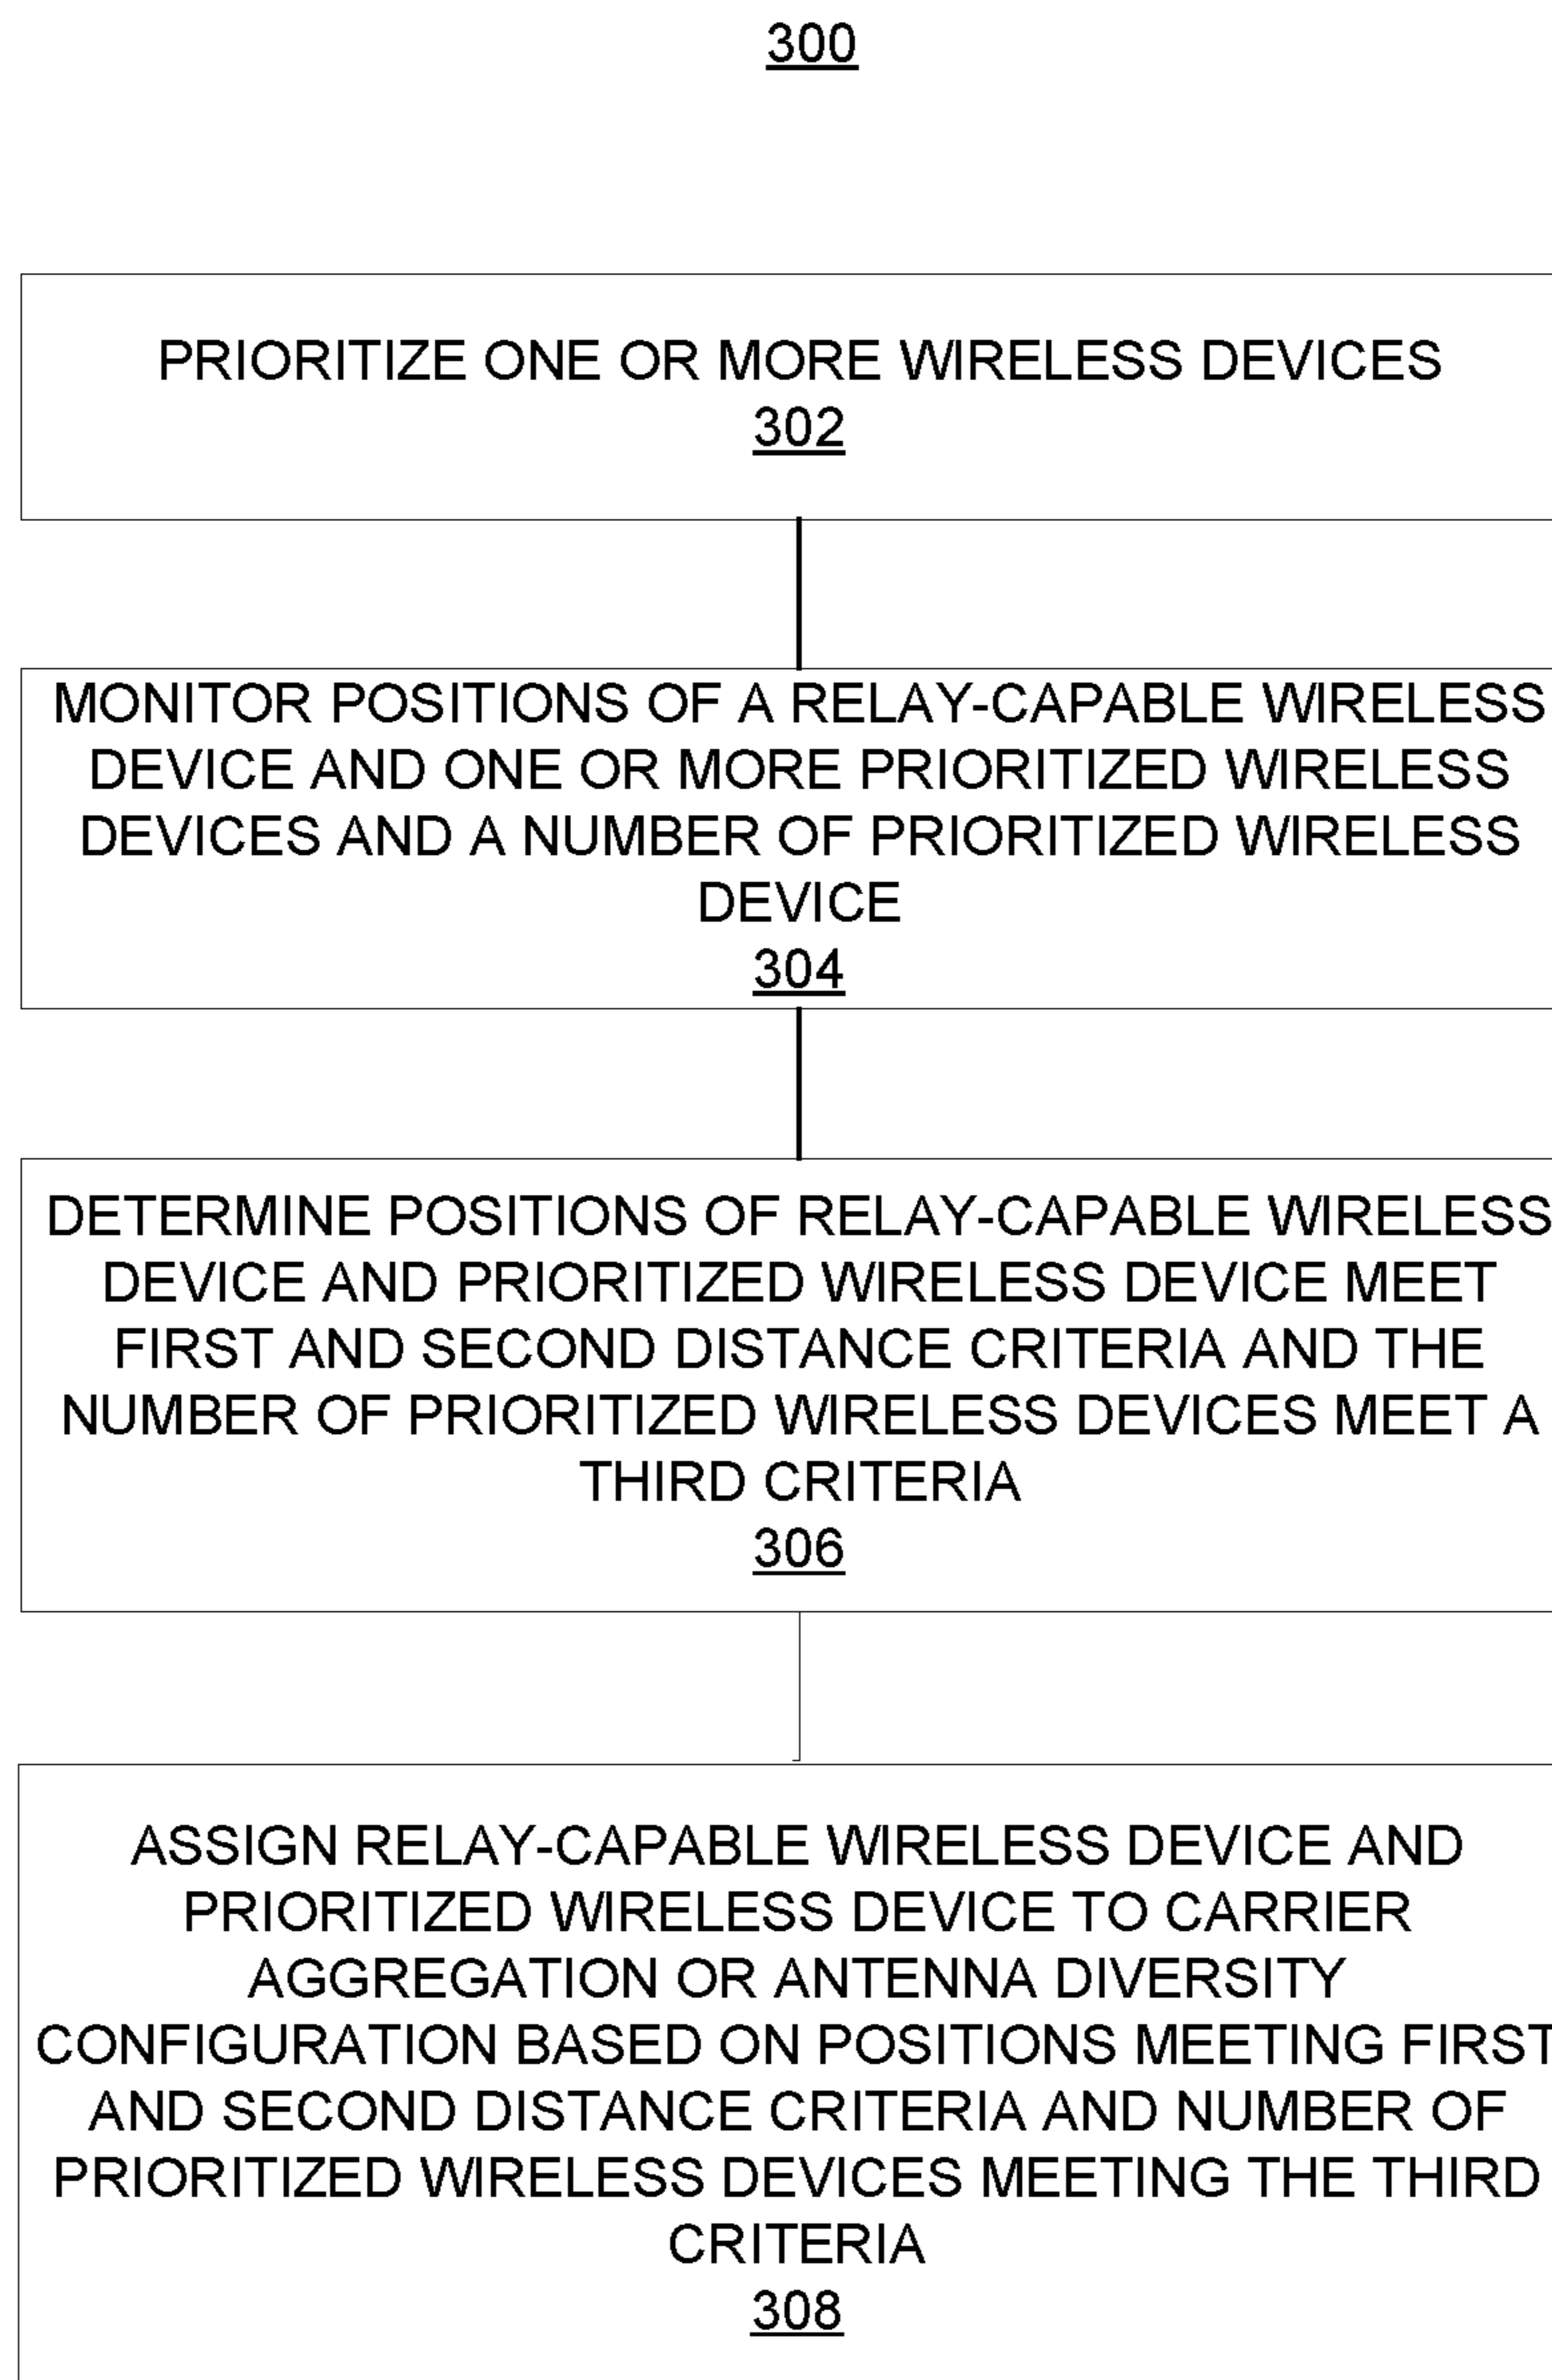 300
PRIORITIZE ONE OR MORE WIRELESS DEVICES
302
MONITOR POSITIONS OF A RELAY-CAPABLE WIRELESS
DEVICE AND ONE OR MORE PRIORITIZED WIRELESS
DEVICES AND A NUMBER OF PRIORITIZED WIRELESS
DEVICE
304
DETERMINE POSITIONS OF RELAY-CAPABLE WIRELESS
DEVICE AND PRIORITIZED WIRELESS DEVICE MEET
FIRST AND SECOND DISTANCE CRITERIA AND THE
NUMBER OF PRIORITIZED WIRELESS DEVICES MEET A
THIRD CRITERIA
306
ASSIGN RELAY-CAPABLE WIRELESS DEVICE AND
PRIORITIZED WIRELESS DEVICE TO CARRIER
AGGREGATION OR ANTENNA DIVERSITY
CONFIGURATION BASED ON POSITIONS MEETING FIRST
AND SECOND DISTANCE CRITERIA AND NUMBER OF
PRIORITIZED WIRELESS DEVICES MEETING THE THIRD
CRITERIA
308